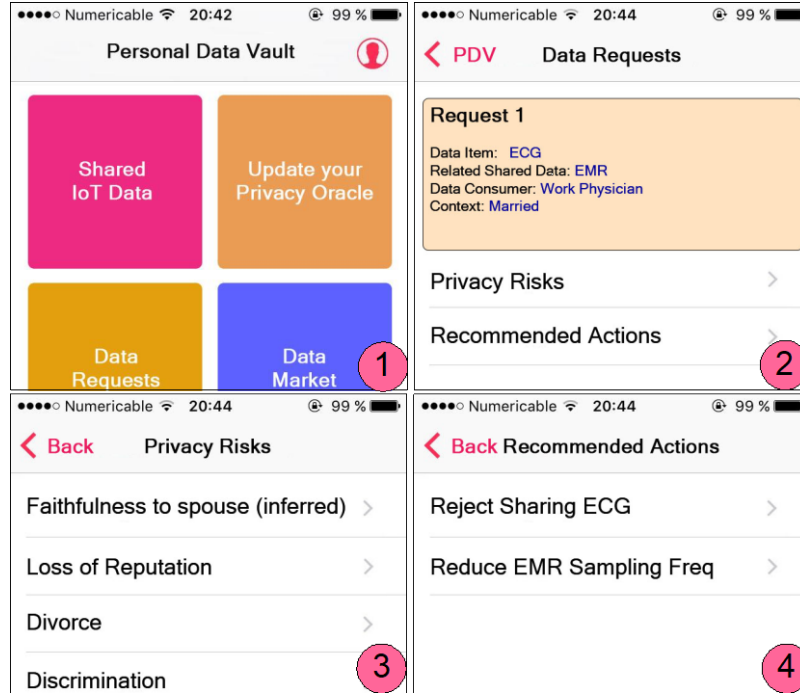 Numericable 20:42 99 %
Personal Data Vault
Shared
IoT Data
Update your
Privacy Oracle
Data
Requests
Data
Market
1
Numericable 20:44 99 %
PDV Data Requests
Request 1
Data Item: ECG
Related Shared Data: EMR
Data Consumer: Work Physician
Context: Married
Privacy Risks
Recommended Actions
2
Numericable 20:44 99 %
Back Privacy Risks
Faithfulness to spouse (inferred)
Loss of Reputation
Divorce
Discrimination
3
Numericable 20:44 99 %
Back Recommended Actions
Reject Sharing ECG
Reduce EMR Sampling Freq
4